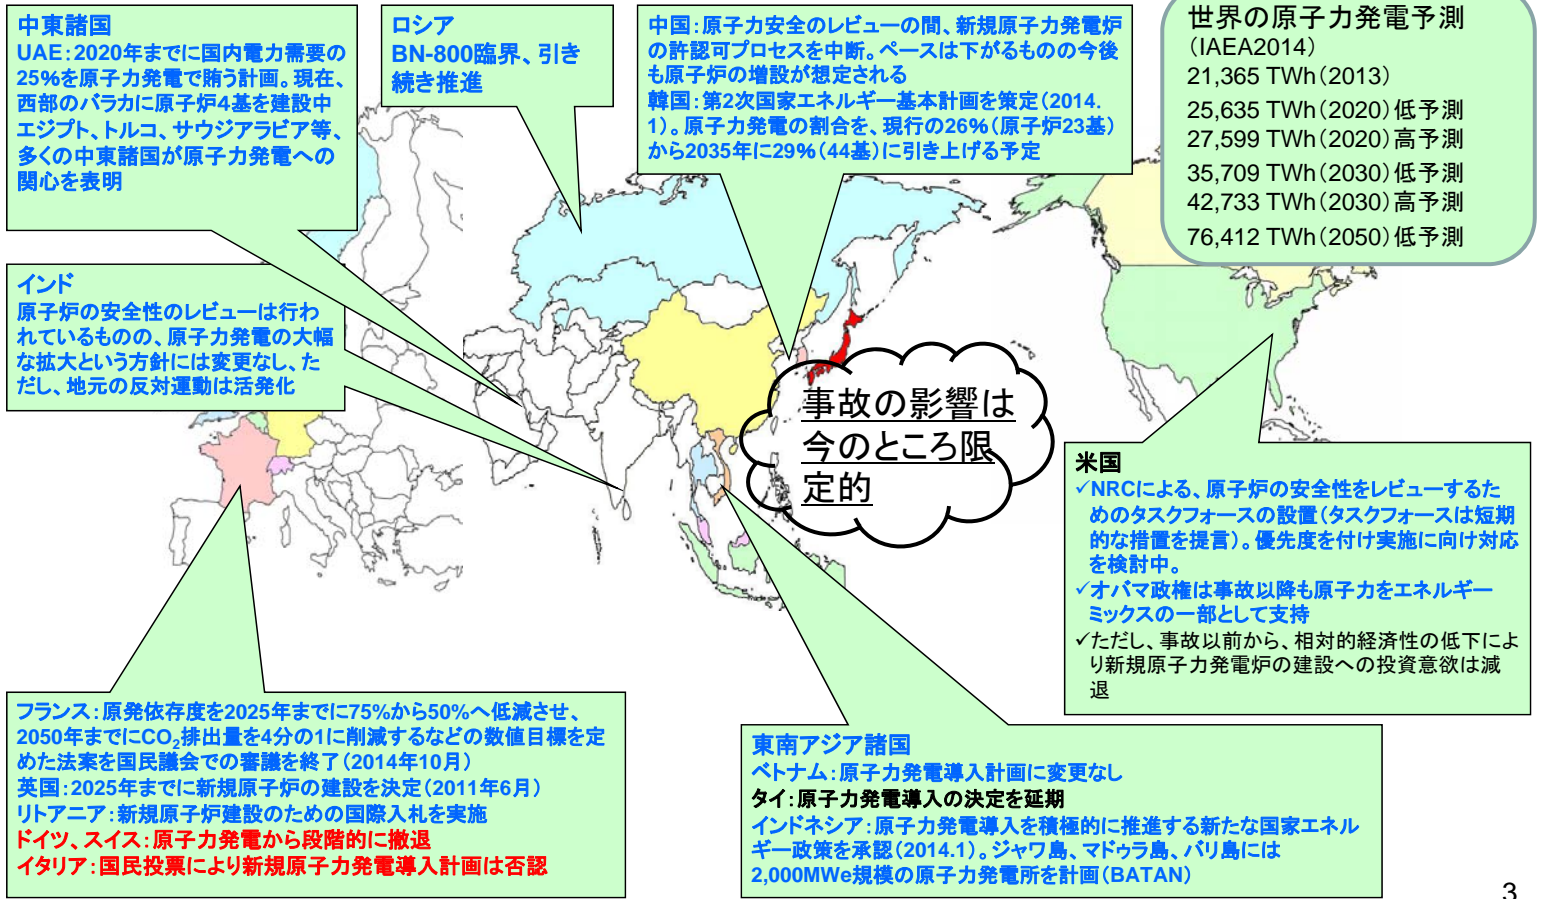 中東諸国
UAE：2020年までに国内電力需要の
25%を原子力発電で賄う計画。現在、
西部のバラカに原子炉4基を建設中
エジプト、トルコ、サウジアラビア等、
多くの中東諸国が原子力発電への
関心を表明
ロシア
BN-800臨界、引き
続き推進
中国：原子力安全のレビューの間、新規原子力発電炉
の許認可プロセスを中断。ペースは下がるものの今後
も原子炉の増設が想定される
韓国：第2次国家エネルギー基本計画を策定（2014.
1）。原子力発電の割合を、現行の26%（原子炉23基）
から2035年に29%（44基）に引き上げる予定
世界の原子力発電予測
（IAEA2014）
21,365 TWh（2013）
25,635 TWh（2020）低予測
27,599 TWh（2020）高予測
35,709 TWh（2030）低予測
42,733 TWh（2030）高予測
76,412 TWh（2050）低予測
インド
原子炉の安全性のレビューは行わ
れているものの、原子力発電の大幅
な拡大という方針には変更なし、た
だし、地元の反対運動は活発化
事故の影響は
今のところ限
定的
米国
✓NRCによる、原子炉の安全性をレビューするた
めのタスクフォースの設置（タスクフォースは短期
的な措置を提言）。優先度を付け実施に向け対応
を検討中。
✓オバマ政権は事故以降も原子力をエネルギー
ミックスの一部として支持
✓ただし、事故以前から、相対的経済性の低下によ
り新規原子力発電炉の建設への投資意欲は減
退
フランス：原発依存度を2025年までに75%から50%へ低減させ、
2050年までにCO2排出量を4分の1に削減するなどの数値目標を定
めた法案を国民議会での審議を終了（2014年10月）
英国：2025年までに新規原子炉の建設を決定（2011年6月）
リトアニア：新規原子炉建設のための国際入札を実施
ドイツ、スイス：原子力発電から段階的に撤退
イタリア：国民投票により新規原子力発電導入計画は否認
東南アジア諸国
ベトナム：原子力発電導入計画に変更なし
タイ：原子力発電導入の決定を延期
インドネシア：原子力発電導入を積極的に推進する新たな国家エネル
ギー政策を承認（2014.1）。ジャワ島、マドゥラ島、バリ島には
2,000MWe規模の原子力発電所を計画（BATAN）
3